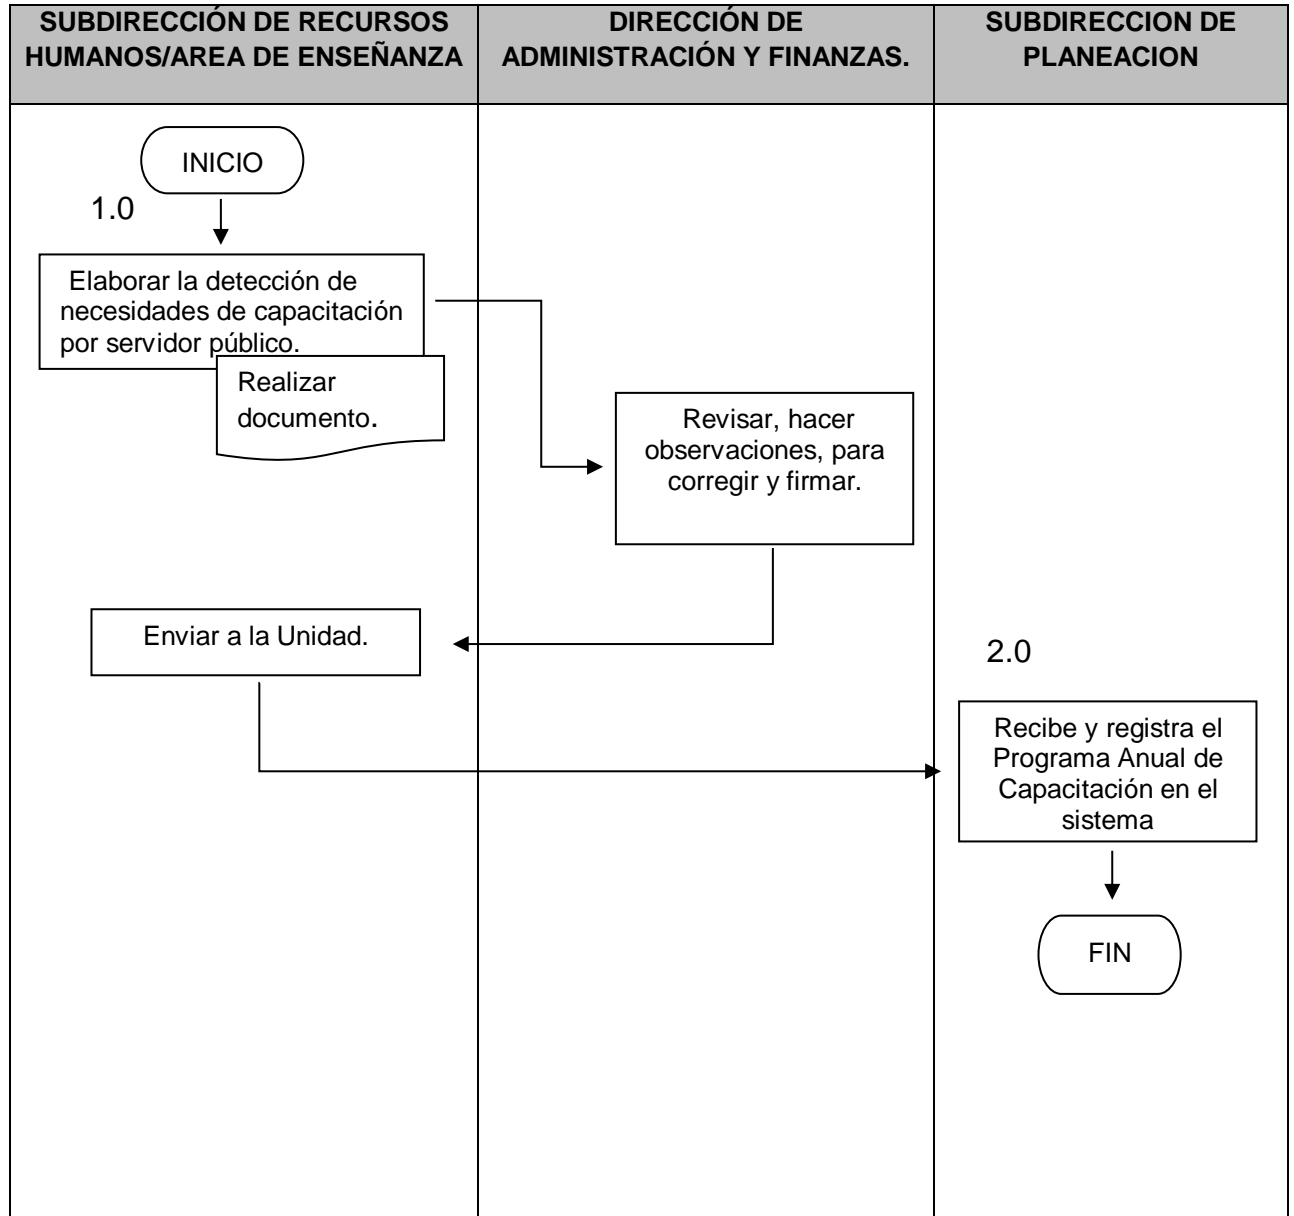 SUBDIRECCIÓN DE RECURSOS
HUMANOS/AREA DE ENSEÑANZA
DIRECCIÓN DE
ADMINISTRACIÓN Y FINANZAS.
SUBDIRECCION DE
PLANEACION
INICIO
1.0
Elaborar la detección de
necesidades de capacitación
por servidor público.
Realizar
documento.
Revisar, hacer
observaciones, para
corregir y firmar.
Enviar a la Unidad.
2.0
Recibe y registra el
Programa Anual de
Capacitación en el
sistema
FIN